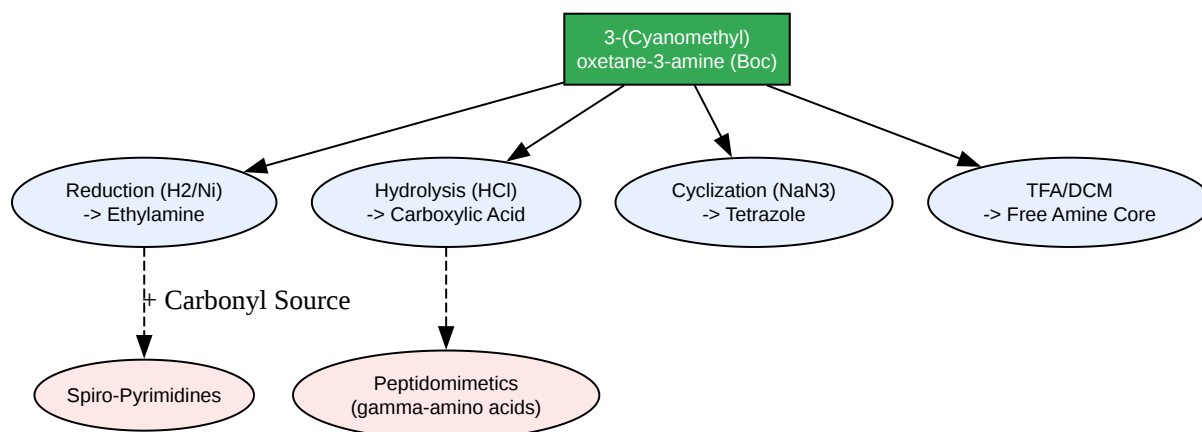 3-(Cyanomethyl)
oxetane-3-amine (Boc)
Reduction (H2/Ni)
-> Ethylamine
Hydrolysis (HCl)
-> Carboxylic Acid
Cyclization (NaN3)
-> Tetrazole
TFA/DCM
-> Free Amine Core
+ Carbonyl Source
Spiro-Pyrimidines
Peptidomimetics
(gamma-amino acids)